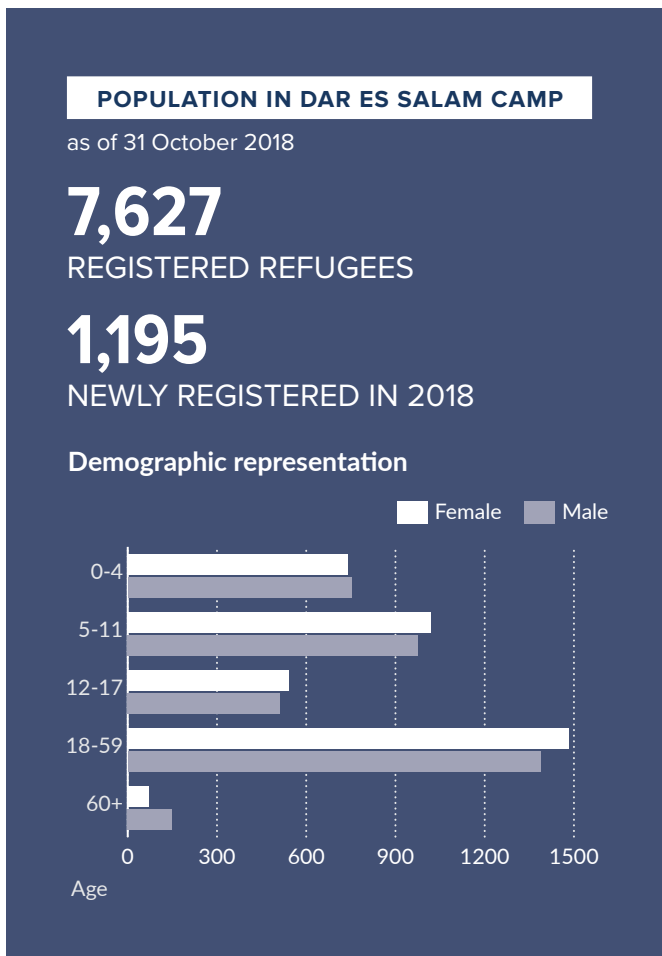 POPULATION IN DAR ES SALAM CAMP
as of 31 October 2018
7,627
REGISTERED REFUGEES
1,195
NEWLY REGISTERED IN 2018
Demographic representation
Female Male
0-4
5-11
12-17
18-59
60+
0 300 600 900 1200 1500
Age